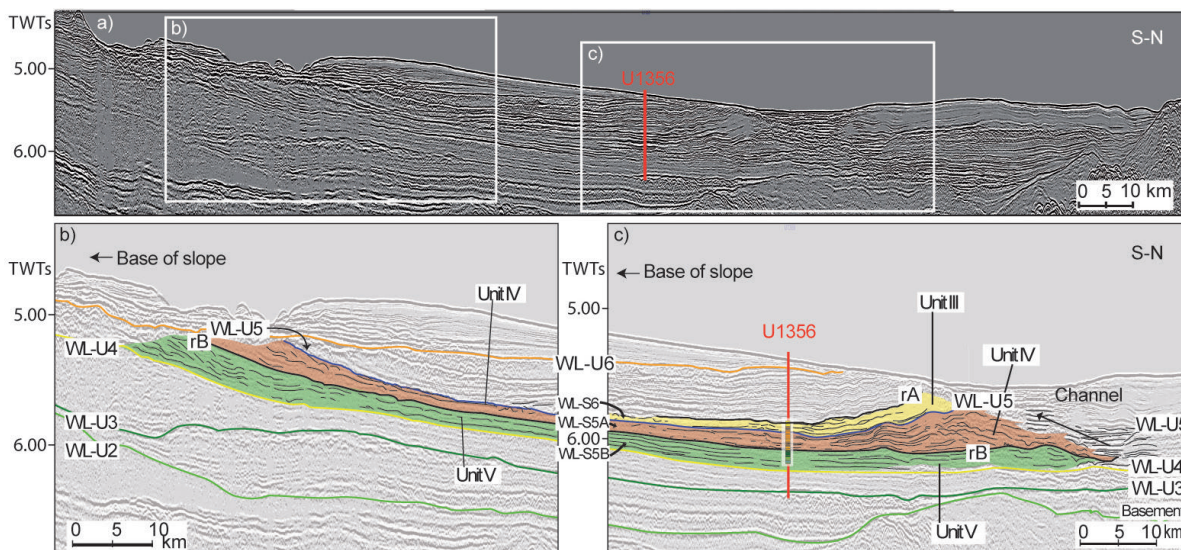 TWTs
a)
b)
c)
S-N
5.00
6.00
U1356
0 5 10 km
b)
TWTs
← Base of slope
Unit IV
5.00
WL-U5
WL-U4
rB
WL-U6
WL-U3
6.00
WL-U2
Unit V
0 10
km
c)
S-N
TWTs
← Base of slope
5.00
Unit III
U1356
Unit IV
rA
WL-U5
Channel
WL-S6
WL-S5A
6.00
WL-S5B
WL-U5
rB
WL-U4
WL-U3
Basement
Unit V
0 5 10 km